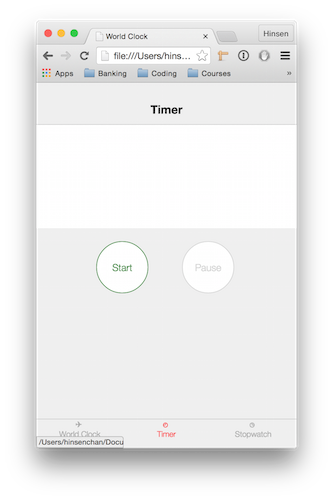 World Clock
Hinsen
file:///Users/hins...
Apps Banking Coding Courses »
Timer
Start Pause
World Clock Timer Stopwatch
/Users/hinsenchan/Docu